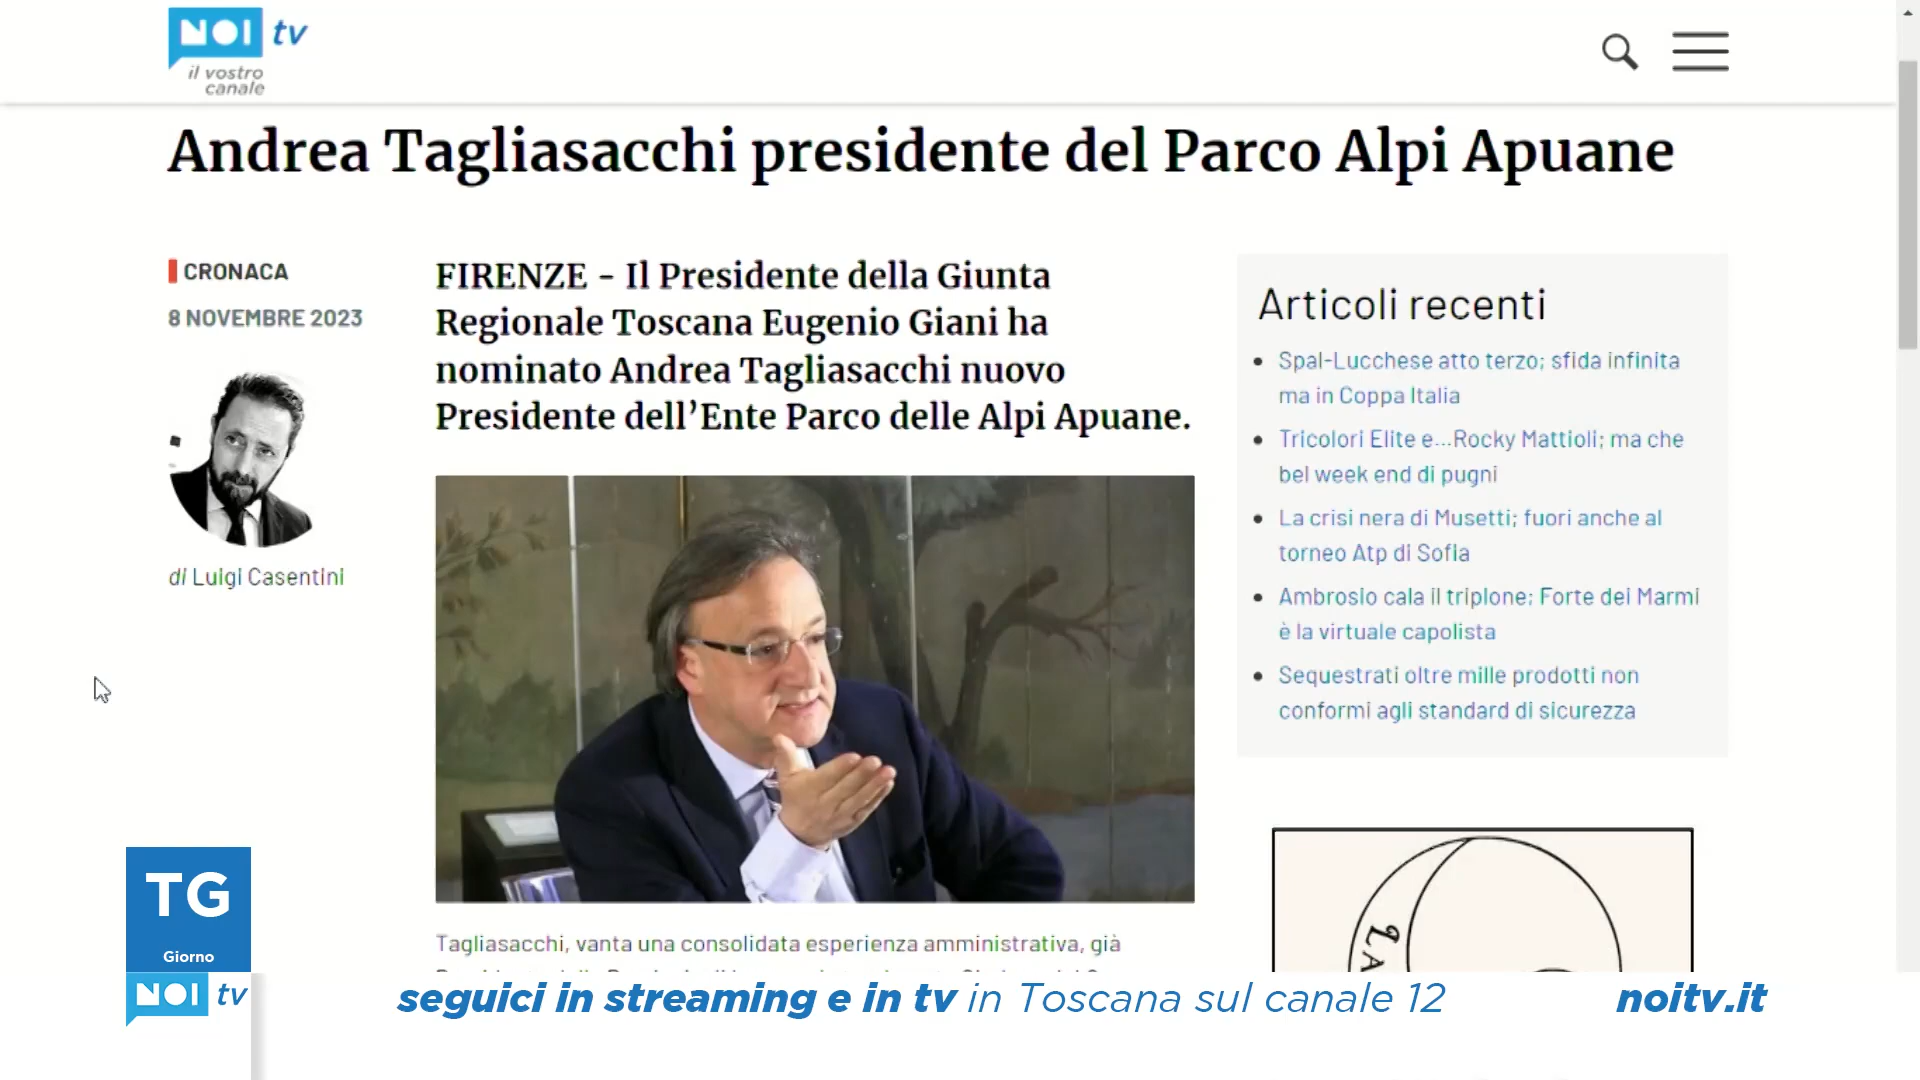 NOI tv
il vostro
canale
Andrea Tagliasacchi presidente del Parco Alpi Apuane
CRONACA
8 NOVEMBRE 2023
di Luigi Casentini
FIRENZE - Il Presidente della Giunta
Regionale Toscana Eugenio Giani ha
nominato Andrea Tagliasacchi nuovo
Presidente dell’Ente Parco delle Alpi Apuane.
Tagliasacchi, vanta una consolidata esperienza amministrativa, già
Articoli recenti
Spal-Lucchese atto terzo; sfida infinita
ma in Coppa Italia
Tricolori Elite e...Rocky Mattioli; ma che
bel week end di pugni
La crisi nera di Musetti; fuori anche al
torneo Atp di Sofia
Ambrosio cala il triplone; Forte dei Marmi
è la virtuale capolista
Sequestrati oltre mille prodotti non
conformi agli standard di sicurezza
LA
TG
Giorno
NOI tv
seguici in streaming e in tv in Toscana sul canale 12
noitv.it